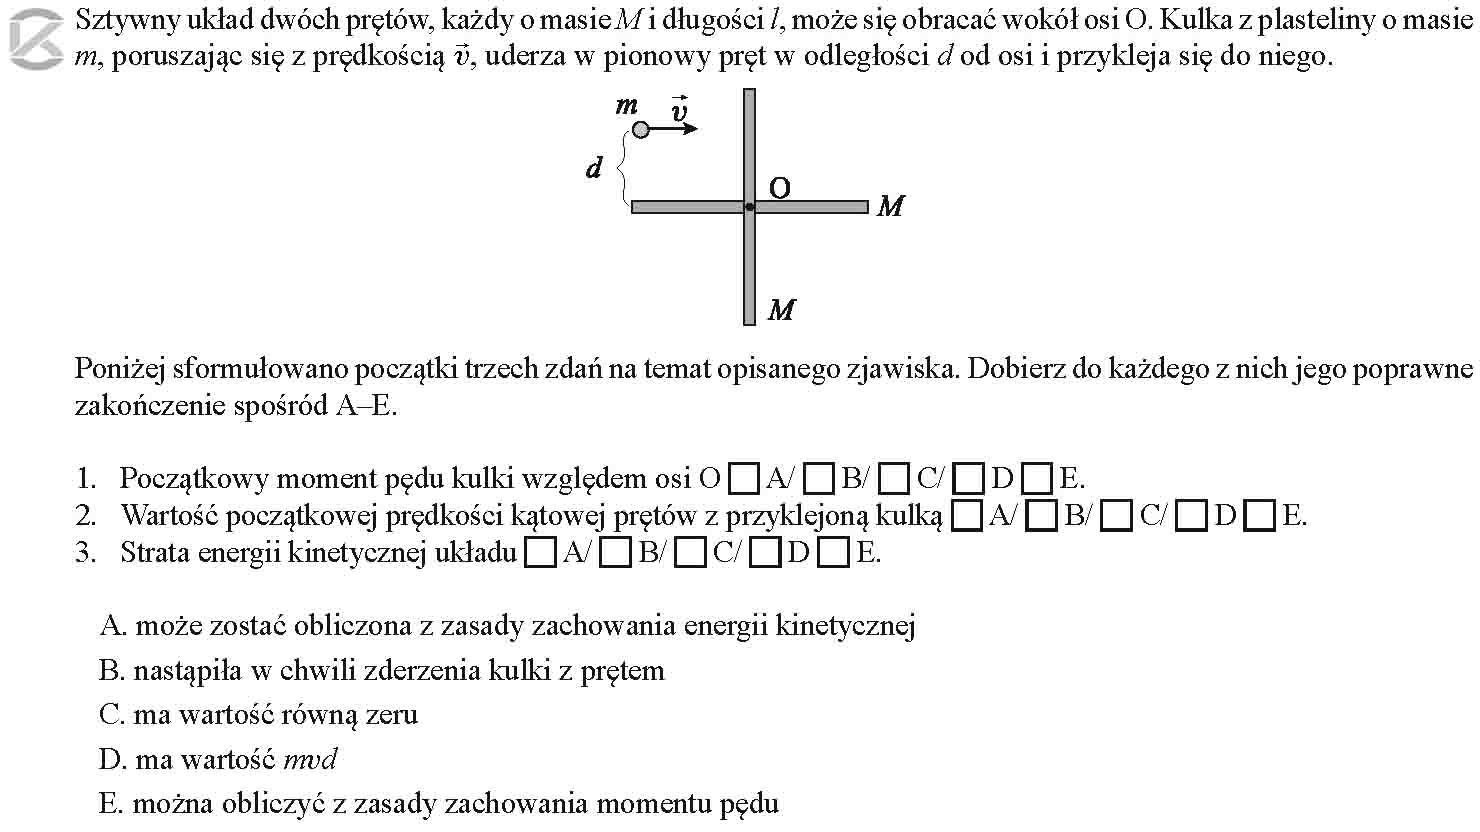 Sztywny układ dwóch prętów, każdy o masie M i długości l, może się obracać wokół osi O. Kulka z plasteliny o masie
m, poruszając się z prędkością v⃗, uderza w pionowy pręt w odległości d od osi i przykleja się do niego.
m v⃗
d
O
M
M
Poniżej sformułowano początki trzech zdań na temat opisanego zjawiska. Dobierz do każdego z nich jego poprawne
zakończenie spośród A–E.
1. Początkowy moment pędu kulki względem osi O □ A/ □ B/ □ C/ □ D □ E.
2. Wartość początkowej prędkości kątowej prętów z przyklejoną kulką □ A/ □ B/ □ C/ □ D □ E.
3. Strata energii kinetycznej układu □ A/ □ B/ □ C/ □ D □ E.
A. może zostać obliczona z zasady zachowania energii kinetycznej
B. nastąpiła w chwili zderzenia kulki z prętem
C. ma wartość równą zeru
D. ma wartość mvd
E. można obliczyć z zasady zachowania momentu pędu